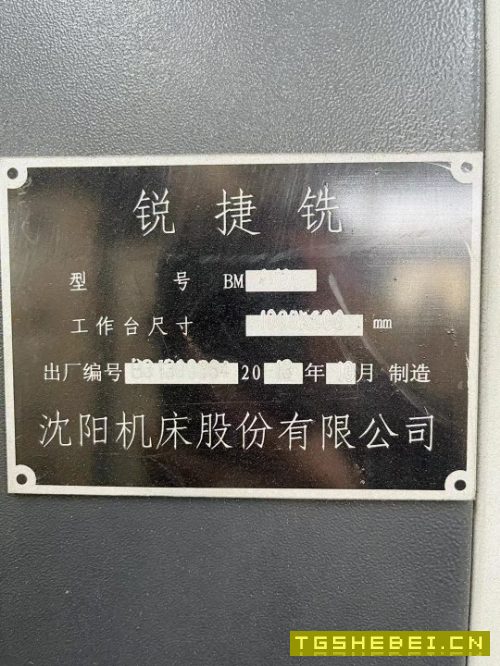 锐捷铣
型号 BM
工作台尺寸 mm
出厂编号 20 13 年 月 制造
沈阳机床股份有限公司
TGSHEBEI.CN